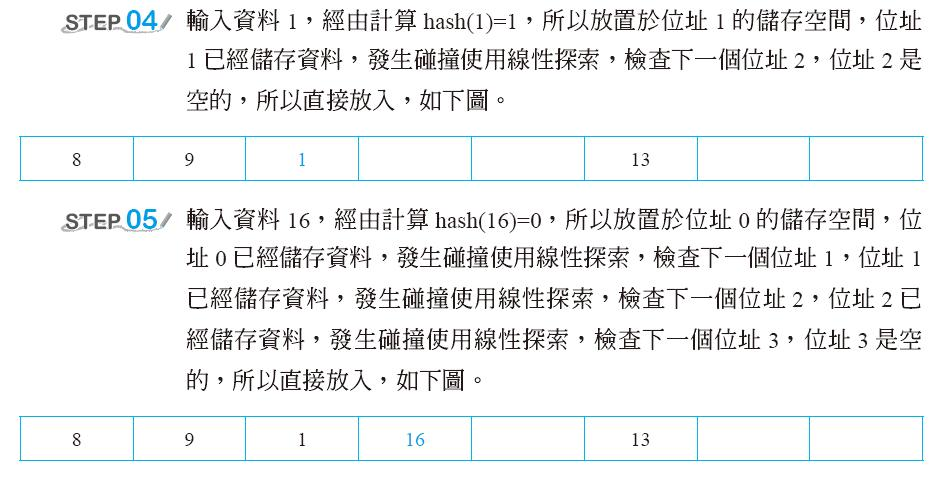 STEP 04 輸入資料 1，經由計算 hash(1)=1，所以放置於位址 1 的儲存空間，位址
1 已經儲存資料，發生碰撞使用線性探索，檢查下一個位址 2，位址 2 是
空的，所以直接放入，如下圖。
8 9 1 13
STEP 05 輸入資料 16，經由計算 hash(16)=0，所以放置於位址 0 的儲存空間，位
址 0 已經儲存資料，發生碰撞使用線性探索，檢查下一個位址 1，位址 1
已經儲存資料，發生碰撞使用線性探索，檢查下一個位址 2，位址 2 已
經儲存資料，發生碰撞使用線性探索，檢查下一個位址 3，位址 3 是空
的，所以直接放入，如下圖。
8 9 1 16 13